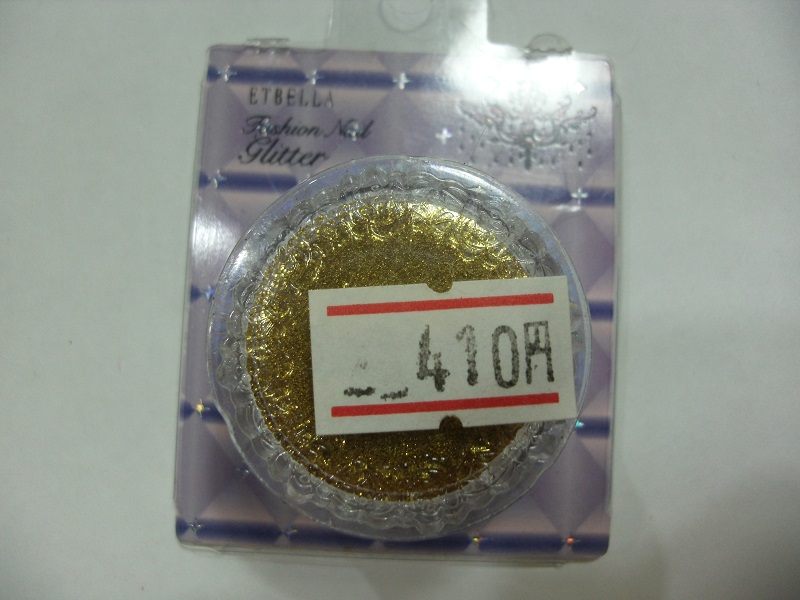 ETBELLA
Fashion Nail
Glitter
410円